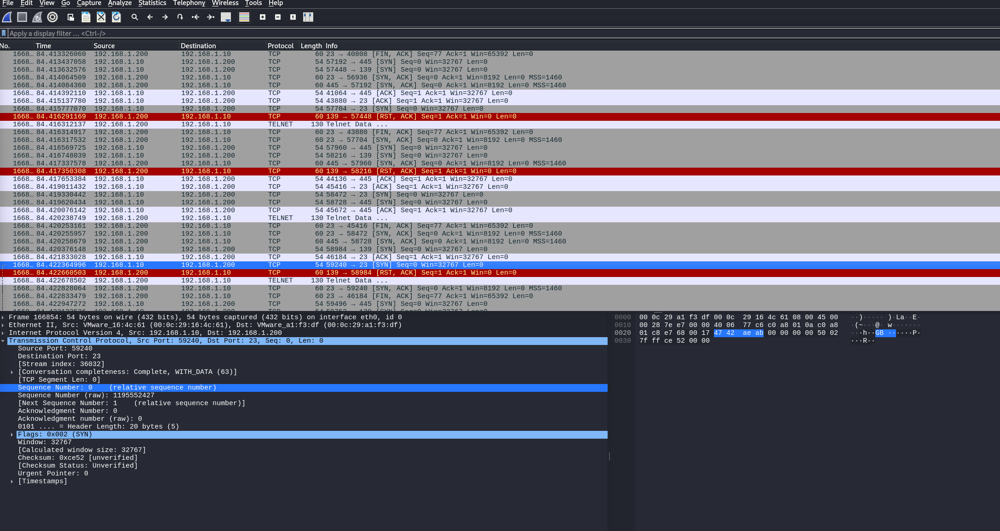 File Edit View Go Capture Analyze Statistics Telephony Wireless Tools Help
Apply a display filter … <Ctrl-/>
No. Time Source Destination Protocol Length Info
1668… 84.413326060 192.168.1.200 192.168.1.10 TCP 60 23 → 40808 [FIN, ACK] Seq=77 Ack=1 Win=65392 Len=0
1668… 84.413437058 192.168.1.10 192.168.1.200 TCP 54 57192 → 445 [SYN] Seq=0 Win=32767 Len=0
1668… 84.413632576 192.168.1.10 192.168.1.200 TCP 54 57448 → 139 [SYN] Seq=0 Win=32767 Len=0
1668… 84.414064509 192.168.1.200 192.168.1.10 TCP 60 23 → 56936 [SYN, ACK] Seq=0 Ack=1 Win=8192 Len=0 MSS=1460
1668… 84.414084360 192.168.1.200 192.168.1.10 TCP 60 445 → 57192 [SYN, ACK] Seq=0 Ack=1 Win=8192 Len=0 MSS=1460
1668… 84.414392110 192.168.1.10 192.168.1.200 TCP 54 41064 → 445 [ACK] Seq=1 Ack=1 Win=32767 Len=0
1668… 84.415137780 192.168.1.10 192.168.1.200 TCP 54 43880 → 23 [ACK] Seq=1 Ack=1 Win=32767 Len=0
1668… 84.415777070 192.168.1.10 192.168.1.200 TCP 54 57704 → 23 [SYN] Seq=0 Win=32767 Len=0
1668… 84.416291169 192.168.1.200 192.168.1.10 TCP 60 139 → 57448 [RST, ACK] Seq=1 Ack=1 Win=0 Len=0
1668… 84.416312137 192.168.1.200 192.168.1.10 TELNET 130 Telnet Data ...
1668… 84.416314917 192.168.1.200 192.168.1.10 TCP 60 23 → 43880 [FIN, ACK] Seq=77 Ack=1 Win=65392 Len=0
1668… 84.416317532 192.168.1.200 192.168.1.10 TCP 60 23 → 57704 [SYN, ACK] Seq=0 Ack=1 Win=8192 Len=0 MSS=1460
1668… 84.416569725 192.168.1.10 192.168.1.200 TCP 54 57960 → 445 [SYN] Seq=0 Win=32767 Len=0
1668… 84.416748039 192.168.1.10 192.168.1.200 TCP 54 58216 → 139 [SYN] Seq=0 Win=32767 Len=0
1668… 84.417337578 192.168.1.200 192.168.1.10 TCP 60 445 → 57960 [SYN, ACK] Seq=0 Ack=1 Win=8192 Len=0 MSS=1460
1668… 84.417350308 192.168.1.200 192.168.1.10 TCP 60 139 → 58216 [RST, ACK] Seq=1 Ack=1 Win=0 Len=0
1668… 84.417653384 192.168.1.10 192.168.1.200 TCP 54 44136 → 445 [ACK] Seq=1 Ack=1 Win=32767 Len=0
1668… 84.419011432 192.168.1.10 192.168.1.200 TCP 54 45416 → 23 [ACK] Seq=1 Ack=1 Win=32767 Len=0
1668… 84.419330442 192.168.1.10 192.168.1.200 TCP 54 58472 → 23 [SYN] Seq=0 Win=32767 Len=0
1668… 84.419620434 192.168.1.10 192.168.1.200 TCP 54 58728 → 445 [SYN] Seq=0 Win=32767 Len=0
1668… 84.420076142 192.168.1.10 192.168.1.200 TCP 54 45672 → 445 [ACK] Seq=1 Ack=1 Win=32767 Len=0
1668… 84.420238749 192.168.1.200 192.168.1.10 TELNET 130 Telnet Data ...
1668… 84.420253161 192.168.1.200 192.168.1.10 TCP 60 23 → 45416 [FIN, ACK] Seq=77 Ack=1 Win=65392 Len=0
1668… 84.420255957 192.168.1.200 192.168.1.10 TCP 60 23 → 58472 [SYN, ACK] Seq=0 Ack=1 Win=8192 Len=0 MSS=1460
1668… 84.420258679 192.168.1.200 192.168.1.10 TCP 60 445 → 58728 [SYN, ACK] Seq=0 Ack=1 Win=8192 Len=0 MSS=1460
1668… 84.420376148 192.168.1.10 192.168.1.200 TCP 54 58984 → 139 [SYN] Seq=0 Win=32767 Len=0
1668… 84.421833028 192.168.1.10 192.168.1.200 TCP 54 46184 → 23 [ACK] Seq=1 Ack=1 Win=32767 Len=0
1668… 84.422364996 192.168.1.10 192.168.1.200 TCP 54 59240 → 23 [SYN] Seq=0 Win=32767 Len=0
1668… 84.422660503 192.168.1.200 192.168.1.10 TCP 60 139 → 58984 [RST, ACK] Seq=1 Ack=1 Win=0 Len=0
1668… 84.422678502 192.168.1.200 192.168.1.10 TELNET 130 Telnet Data ...
1668… 84.422828064 192.168.1.200 192.168.1.10 TCP 60 23 → 59240 [SYN, ACK] Seq=0 Ack=1 Win=8192 Len=0 MSS=1460
1668… 84.422833479 192.168.1.200 192.168.1.10 TCP 60 23 → 46184 [FIN, ACK] Seq=77 Ack=1 Win=65392 Len=0
1668… 84.422947272 192.168.1.10 192.168.1.200 TCP 54 59496 → 445 [SYN] Seq=0 Win=32767 Len=0
Frame 166854: 54 bytes on wire (432 bits), 54 bytes captured (432 bits) on interface eth0, id 0
Ethernet II, Src: VMware_16:4c:61 (00:0c:29:16:4c:61), Dst: VMware_a1:f3:df (00:0c:29:a1:f3:df)
Internet Protocol Version 4, Src: 192.168.1.10, Dst: 192.168.1.200
Transmission Control Protocol, Src Port: 59240, Dst Port: 23, Seq: 0, Len: 0
Source Port: 59240
Destination Port: 23
[Stream index: 36032]
[Conversation completeness: Complete, WITH_DATA (63)]
[TCP Segment Len: 0]
Sequence Number: 0    (relative sequence number)
Sequence Number (raw): 1195552427
[Next Sequence Number: 1    (relative sequence number)]
Acknowledgment Number: 0
Acknowledgment number (raw): 0
0101 .... = Header Length: 20 bytes (5)
Flags: 0x002 (SYN)
Window: 32767
[Calculated window size: 32767]
Checksum: 0xce52 [unverified]
[Checksum Status: Unverified]
Urgent Pointer: 0
[Timestamps]
0000 00 0c 29 a1 f3 df 00 0c 29 16 4c 61 08 00 45 00 ··)····· )·La··E·
0010 00 28 7e e7 00 00 40 06 77 c6 c0 a8 01 0a c0 a8 ·(~···@· w·······
0020 01 c8 e7 68 00 17 47 42 ae ab 00 00 00 00 50 02 ···h··GB ······P·
0030 7f ff ce 52 00 00 ···R··